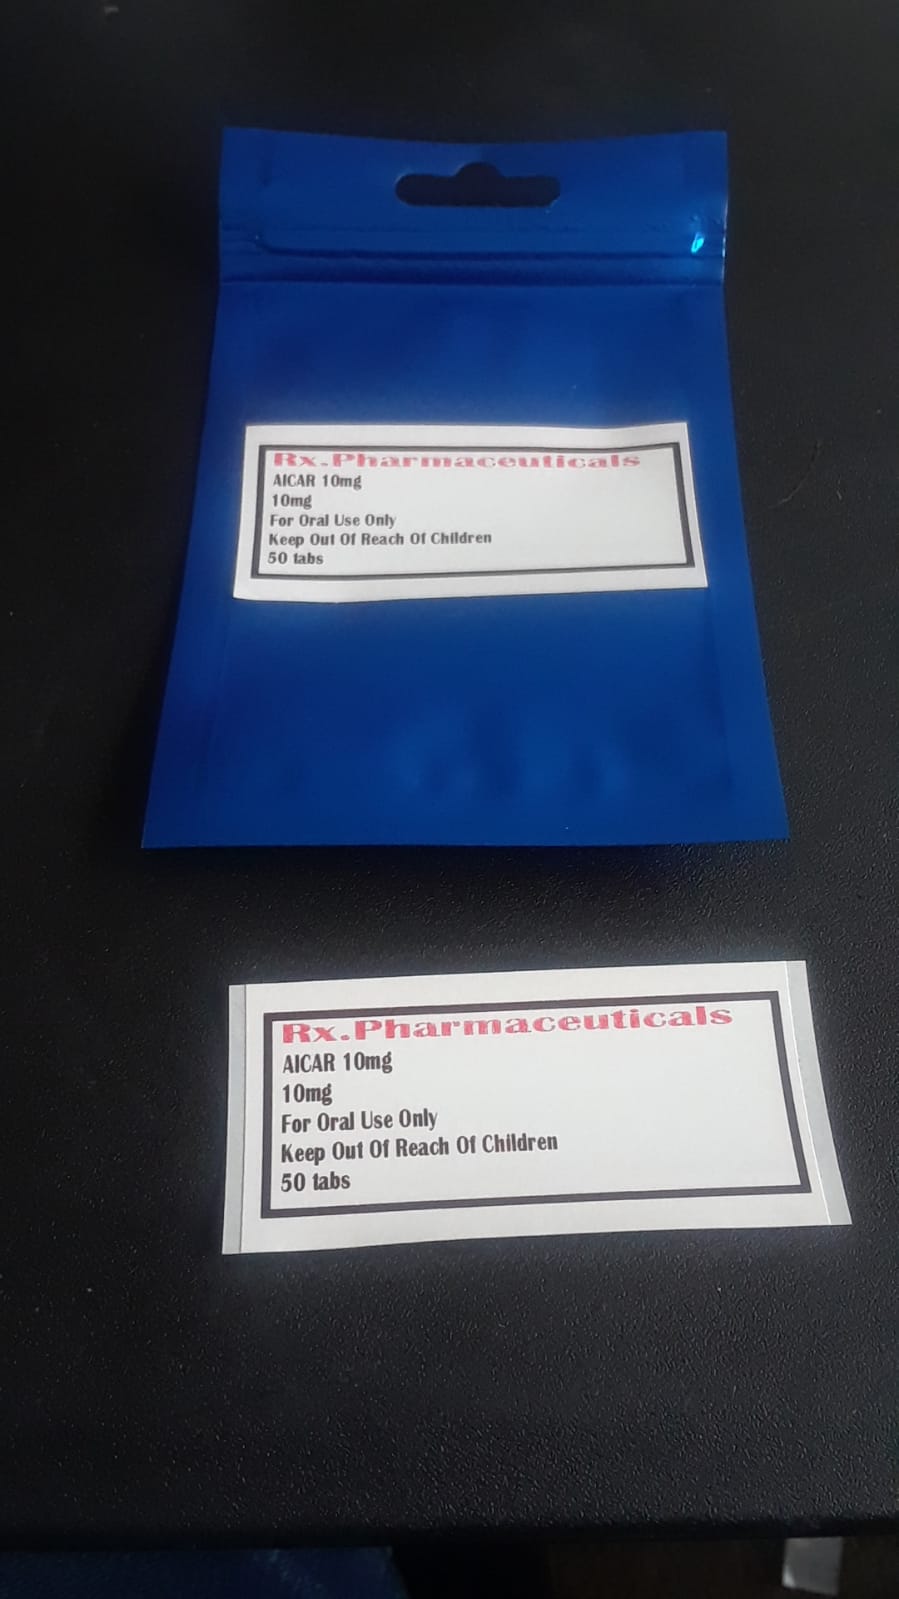 Rx.Pharmaceuticals
AICAR 10mg
10mg
For Oral Use Only
Keep Out Of Reach Of Children
50 tabs
Rx.Pharmaceuticals
AICAR 10mg
10mg
For Oral Use Only
Keep Out Of Reach Of Children
50 tabs